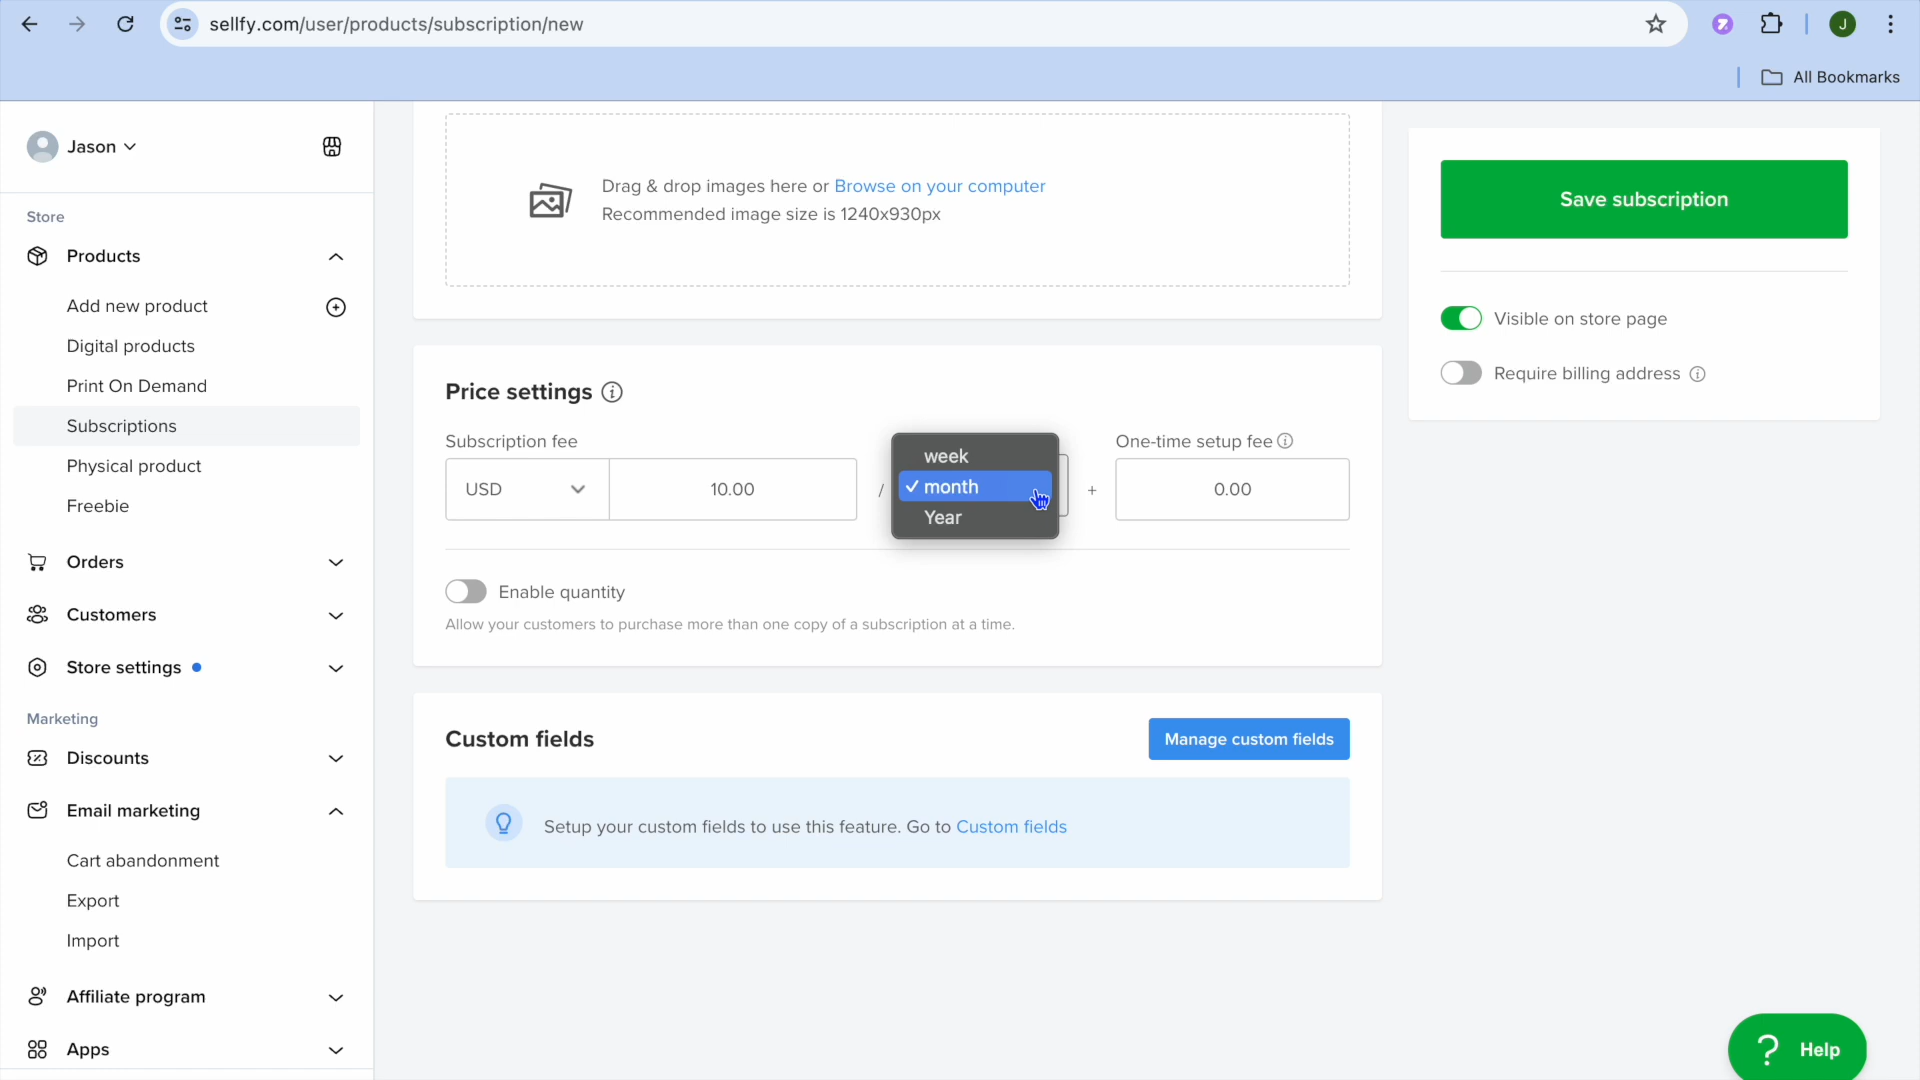 sellfy.com/user/products/subscription/new
J
All Bookmarks
Jason
Store
Products
Add new product
Digital products
Print On Demand
Subscriptions
Physical product
Freebie
Orders
Customers
Store settings
Marketing
Discounts
Email marketing
Cart abandonment
Export
Import
Affiliate program
Apps
Drag & drop images here or Browse on your computer
Recommended image size is 1240x930px
Price settings
Subscription fee
USD
10.00
/
week
✓ month
Year
+
One-time setup fee
0.00
Enable quantity
Allow your customers to purchase more than one copy of a subscription at a time.
Custom fields
Manage custom fields
Setup your custom fields to use this feature. Go to Custom fields
Save subscription
Visible on store page
Require billing address
? Help